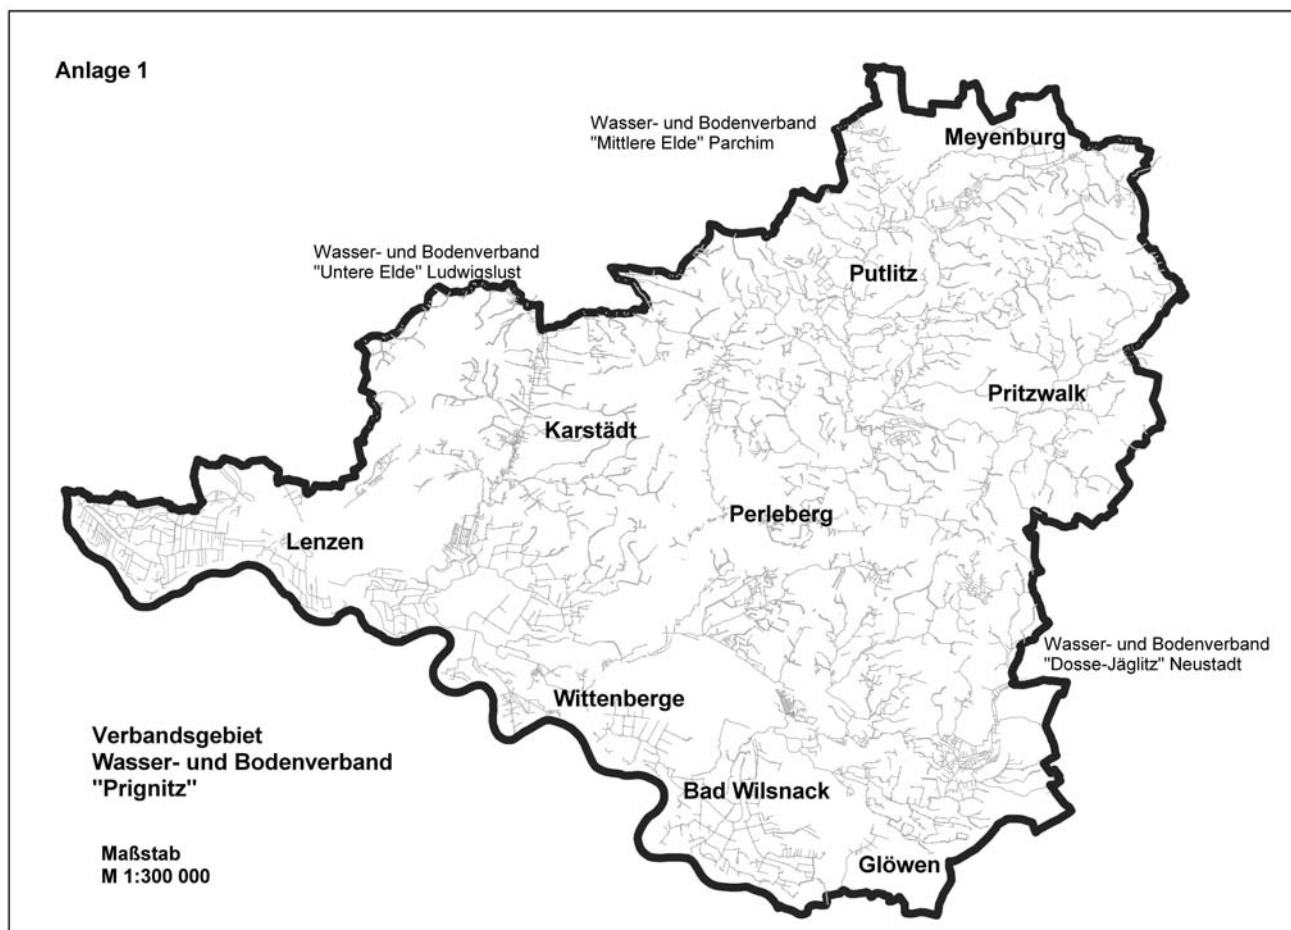 Anlage 1
Wasser- und Bodenverband
"Mittlere Elde" Parchim
Meyenburg
Wasser- und Bodenverband
"Untere Elde" Ludwigslust
Putlitz
Pritzwalk
Karstädt
Perleberg
Lenzen
Wasser- und Bodenverband
"Dosse-Jäglitz" Neustadt
Wittenberge
Verbandsgebiet
Wasser- und Bodenverband
"Prignitz"
Bad Wilsnack
Maßstab
M 1:300 000
Glöwen